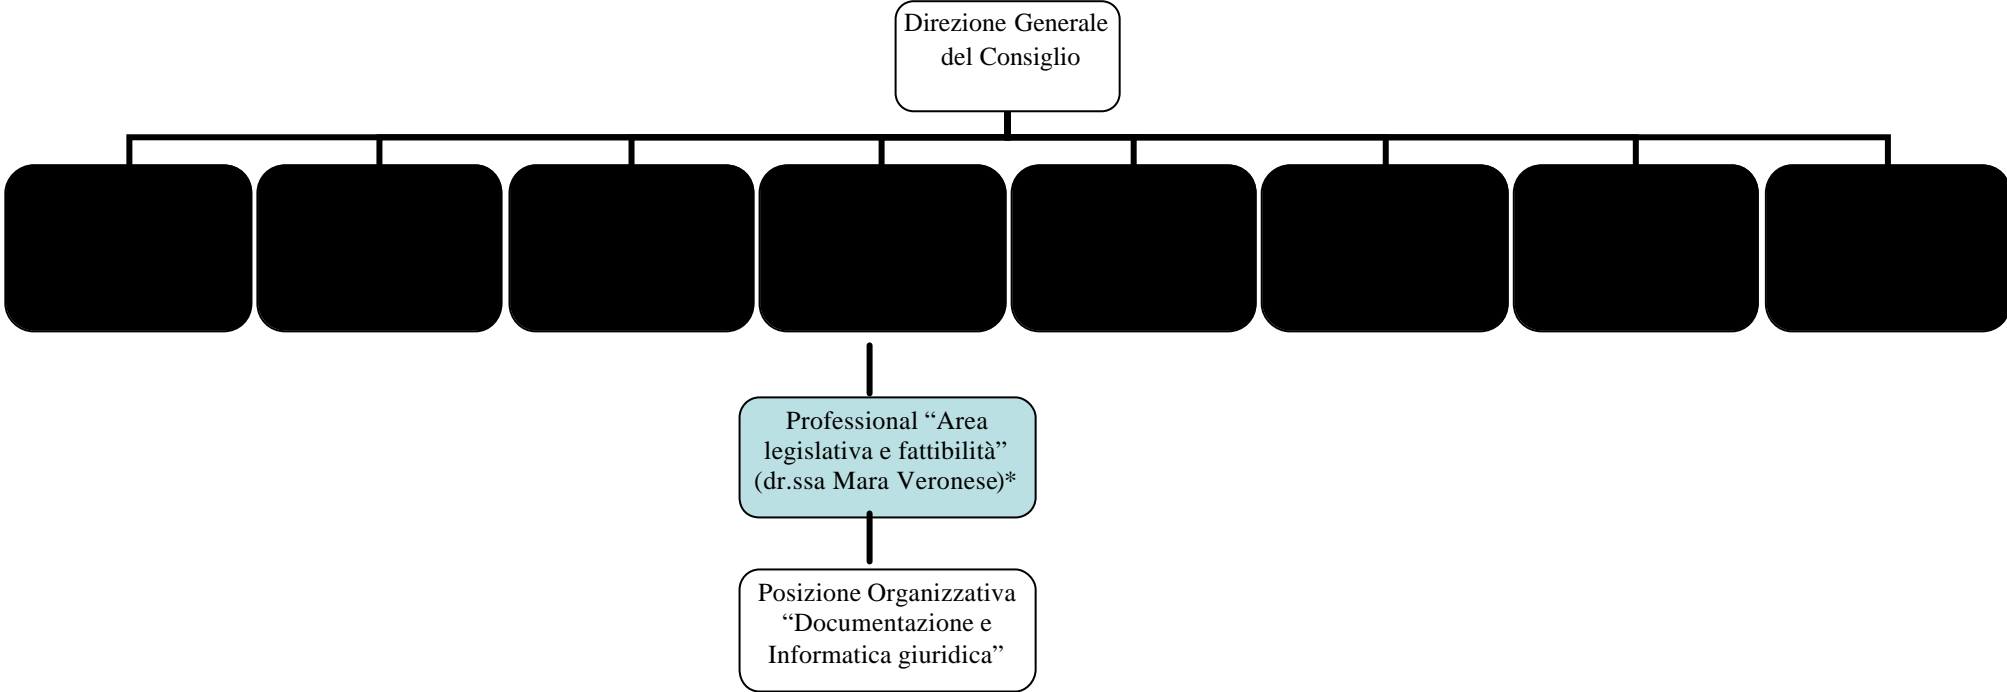 Direzione Generale
del Consiglio
Professional “Area
legislativa e fattibilità”
(dr.ssa Mara Veronese)*
Posizione Organizzativa
“Documentazione e
Informatica giuridica”